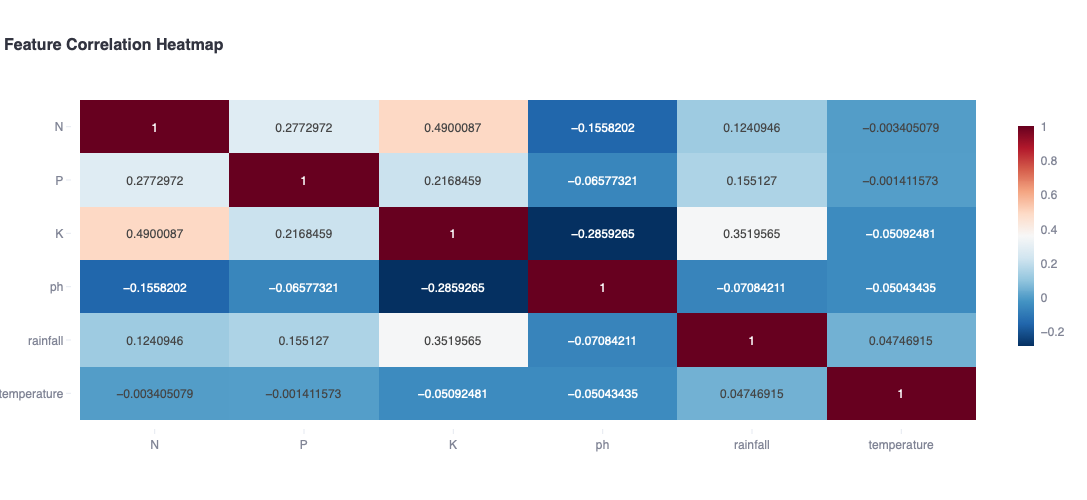 Feature Correlation Heatmap
N 1 0.2772972 0.4900087 −0.1558202 0.1240946 −0.003405079
P 0.2772972 1 0.2168459 −0.06577321 0.155127 −0.001411573
K 0.4900087 0.2168459 1 −0.2859265 0.3519565 −0.05092481
ph −0.1558202 −0.06577321 −0.2859265 1 −0.07084211 −0.05043435
rainfall 0.1240946 0.155127 0.3519565 −0.07084211 1 0.04746915
temperature −0.003405079 −0.001411573 −0.05092481 −0.05043435 0.04746915 1
N P K ph rainfall temperature
1
0.8
0.6
0.4
0.2
0
−0.2